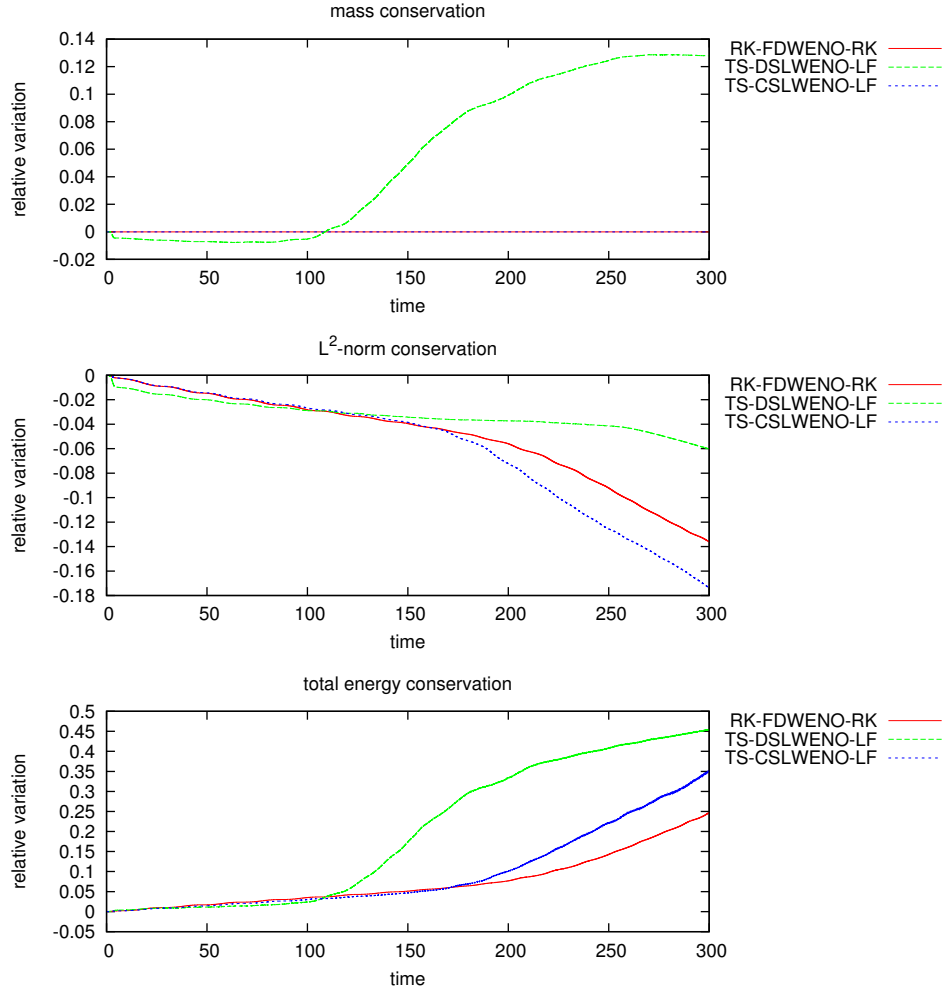 mass conservation
0.14
0.12
0.1
0.08
0.06
0.04
0.02
0
-0.02
relative variation
0 50 100 150 200 250 300
time
RK-FDWENO-RK
TS-DSLWENO-LF
TS-CSLWENO-LF
L²-norm conservation
0
-0.02
-0.04
-0.06
-0.08
-0.1
-0.12
-0.14
-0.16
-0.18
relative variation
0 50 100 150 200 250 300
time
RK-FDWENO-RK
TS-DSLWENO-LF
TS-CSLWENO-LF
total energy conservation
0.5
0.45
0.4
0.35
0.3
0.25
0.2
0.15
0.1
0.05
0
-0.05
relative variation
0 50 100 150 200 250 300
time
RK-FDWENO-RK
TS-DSLWENO-LF
TS-CSLWENO-LF